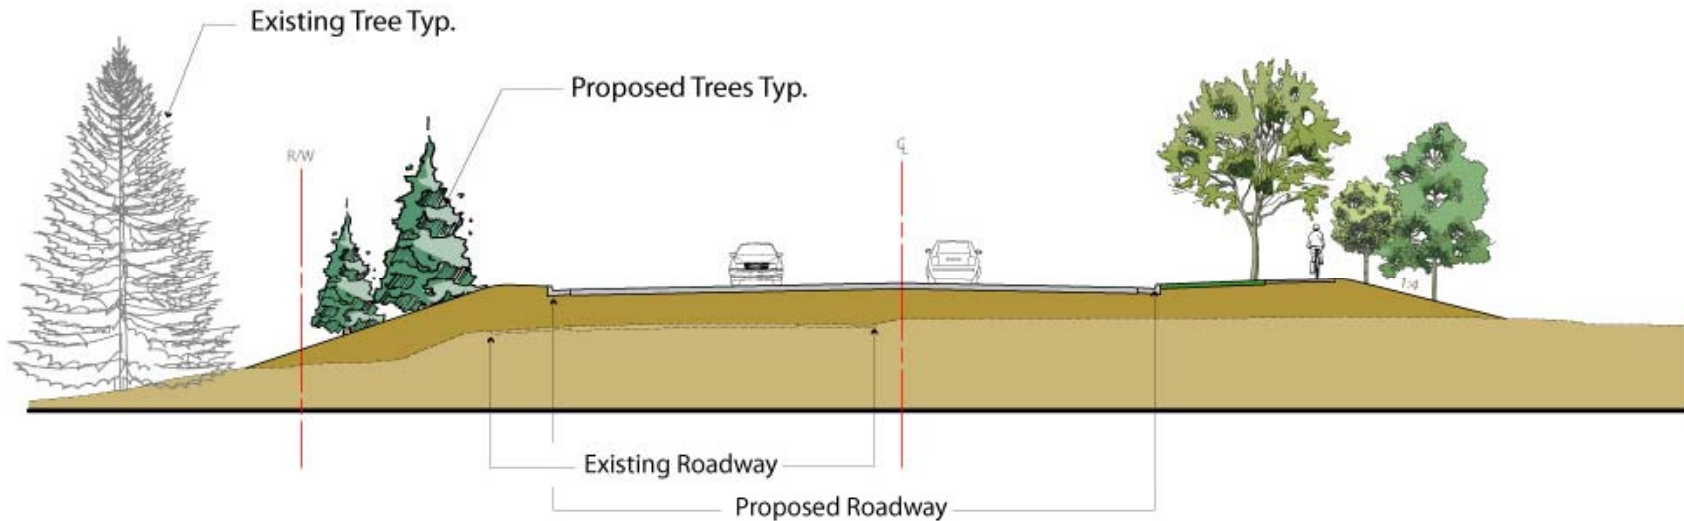 Existing Tree Typ.
Proposed Trees Typ.
R/W
℄
1:4
Existing Roadway
Proposed Roadway